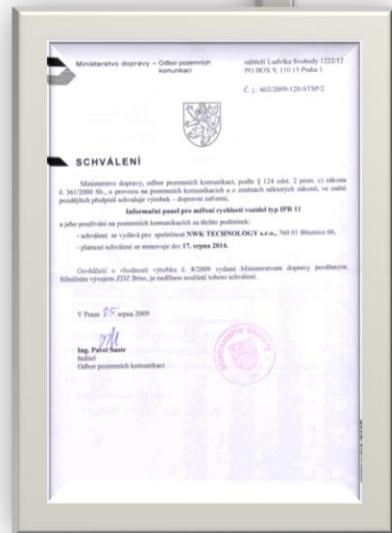 Ministerstvo dopravy – Odbor pozemních
komunikací
nábřeží Ludvíka Svobody 1222/12
PO BOX 9, 110 15 Praha 1
Č. j.: 602/2009-120-STSP/2
SCHVÁLENÍ
Ministerstvo dopravy, odbor pozemních komunikací, podle § 124 odst. 2 písm. c) zákona
č. 361/2000 Sb., o provozu na pozemních komunikacích a o změnách některých zákonů, ve znění
pozdějších předpisů schvaluje výrobek – dopravní zařízení,
Informační panel pro měření rychlosti vozidel typ IPR 11
a jeho používání na pozemních komunikacích za těchto podmínek:
- schválení se vydává pro společnost NWK TECHNOLOGY s.r.o., 760 01 Březnice 66,
- platnost schválení se stanovuje do: 17. srpna 2014.
Osvědčení o vhodnosti výrobku č. 8/2009 vydané Ministerstvem dopravy pověřeným
Silničním vývojem ZDZ Brno, je nedílnou součástí tohoto schválení.
V Praze 25. srpna 2009
Ing. Pavel Šustr
ředitel
Odbor pozemních komunikací
Ministerstvo dopravy